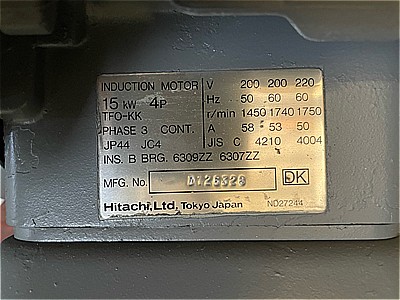 INDUCTION MOTOR V 200 200 220
15 kW 4P Hz 50 60 60
TFO-KK r/min 1450 1740 1750
PHASE 3 CONT. A 58 53 50
JP44 JC4 JIS C 4210 4004
INS. B BRG. 6309ZZ 6307ZZ
MFG. No. DK
Hitachi, Ltd. Tokyo Japan ND27244